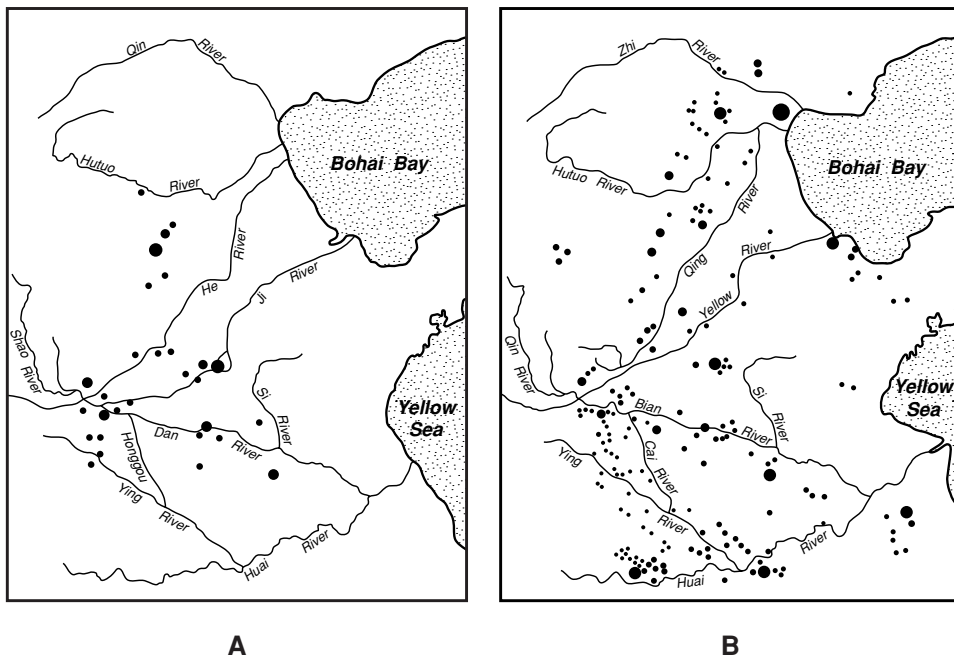 Qin River
Bohai Bay
Hutuo River
He River
Ji River
Shao River
Si River
Yellow
Sea
Dan River
Honggou
Ying River
Huai River
A
Zhi River
Bohai Bay
Hutuo River
Qing River
Yellow River
Qin River
Si River
Yellow
Sea
Bian River
Cai River
Ying River
Huai River
B